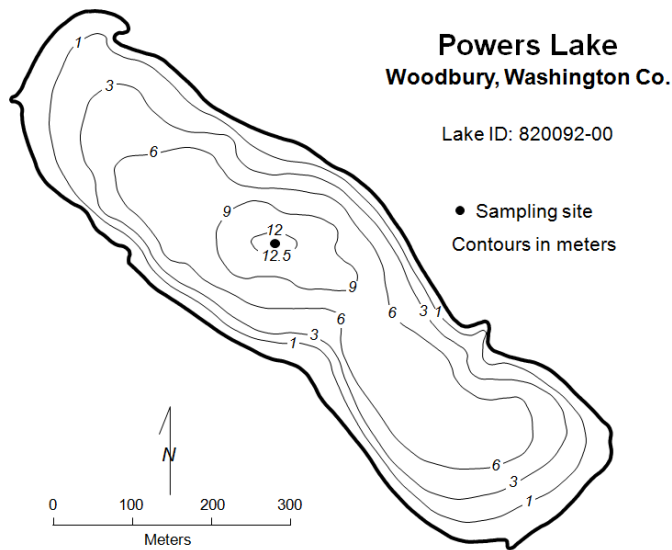 Powers Lake
Woodbury, Washington Co.
Lake ID: 820092-00
Sampling site
Contours in meters
1
3
6
9
12
12.5
9
6
6
3
1
3
1
6
3
1
N
0 100 200 300
Meters